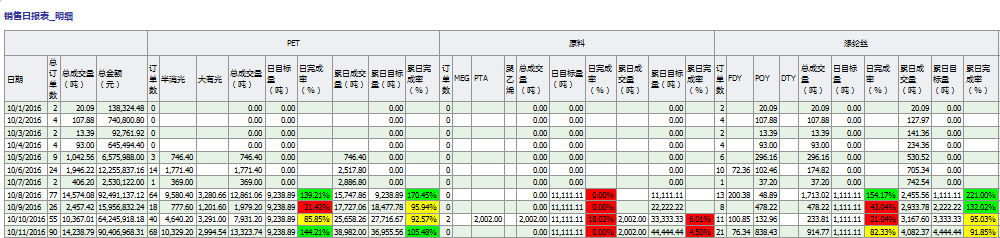 销售日报表_明细
PET 原料 涤纶丝
日期 总订单数 总成交量（吨） 总金额（元） 订单数 半消光 大有光 总成交量（吨） 日目标量（吨） 日完成率（%） 累日成交量（吨） 累日目标量（吨） 累日完成率（%） 订单数 MEG PTA 聚乙烯 总成交量（吨） 日目标量（吨） 日完成率（%） 累日成交量（吨） 累日目标量（吨） 累日完成率（%） 订单数 FDY POY DTY 总成交量（吨） 日目标量（吨） 日完成率（%） 累日成交量（吨） 累日目标量（吨） 累日完成率（%）
10/1/2016 2 20.09 138,324.48 0 0.00 0.00 0 0.00 0.00 2 20.09 20.09 0.00 20.09 0.00
10/2/2016 4 107.88 740,800.80 0 0.00 0.00 0 0.00 0.00 4 107.88 107.88 0.00 127.97 0.00
10/3/2016 2 13.39 92,761.92 0 0.00 0.00 0 0.00 0.00 2 13.39 13.39 0.00 141.36 0.00
10/4/2016 4 93.00 645,494.40 0 0.00 0.00 0 0.00 0.00 4 93.00 93.00 0.00 234.36 0.00
10/5/2016 9 1,042.56 6,575,988.00 3 746.40 746.40 0.00 746.40 0.00 0 0.00 0.00 6 296.16 296.16 0.00 530.52 0.00
10/6/2016 24 1,946.22 12,255,837.16 14 1,771.40 1,771.40 0.00 2,517.80 0.00 0 0.00 0.00 10 72.36 102.46 174.82 0.00 705.34 0.00
10/7/2016 2 406.20 2,530,122.00 1 369.00 369.00 0.00 2,886.80 0.00 0 0.00 0.00 1 37.20 37.20 0.00 742.54 0.00
10/8/2016 77 14,574.08 92,491,137.12 64 9,580.40 3,280.66 12,861.06 9,238.89 139.21% 15,747.86 9,238.89 170.45% 0 0.00 11,111.11 0.00% 11,111.11 13 200.38 48.89 1,713.02 1,111.11 154.17% 2,455.56 1,111.11 221.00%
10/9/2016 26 2,457.42 15,956,832.24 18 777.60 1,201.60 1,979.20 9,238.89 21.42% 17,727.06 18,477.78 95.94% 0 0.00 11,111.11 0.00% 22,222.22 8 478.22 478.22 1,111.11 43.04% 2,933.78 2,222.22 132.02%
10/10/2016 55 10,367.01 64,245,918.18 40 4,640.20 3,291.00 7,931.20 9,238.89 85.85% 25,658.26 27,716.67 92.57% 2 2,002.00 2,002.00 11,111.11 18.02% 2,002.00 33,333.33 6.01% 11 100.85 132.96 233.81 1,111.11 21.04% 3,167.60 3,333.33 95.03%
10/11/2016 90 14,238.79 90,406,968.31 68 10,329.20 2,994.54 13,323.74 9,238.89 144.21% 38,982.00 36,955.56 105.48% 0 0.00 11,111.11 0.00% 2,002.00 44,444.44 4.50% 21 76.34 838.43 914.77 1,111.11 82.33% 4,082.37 4,444.44 91.85%